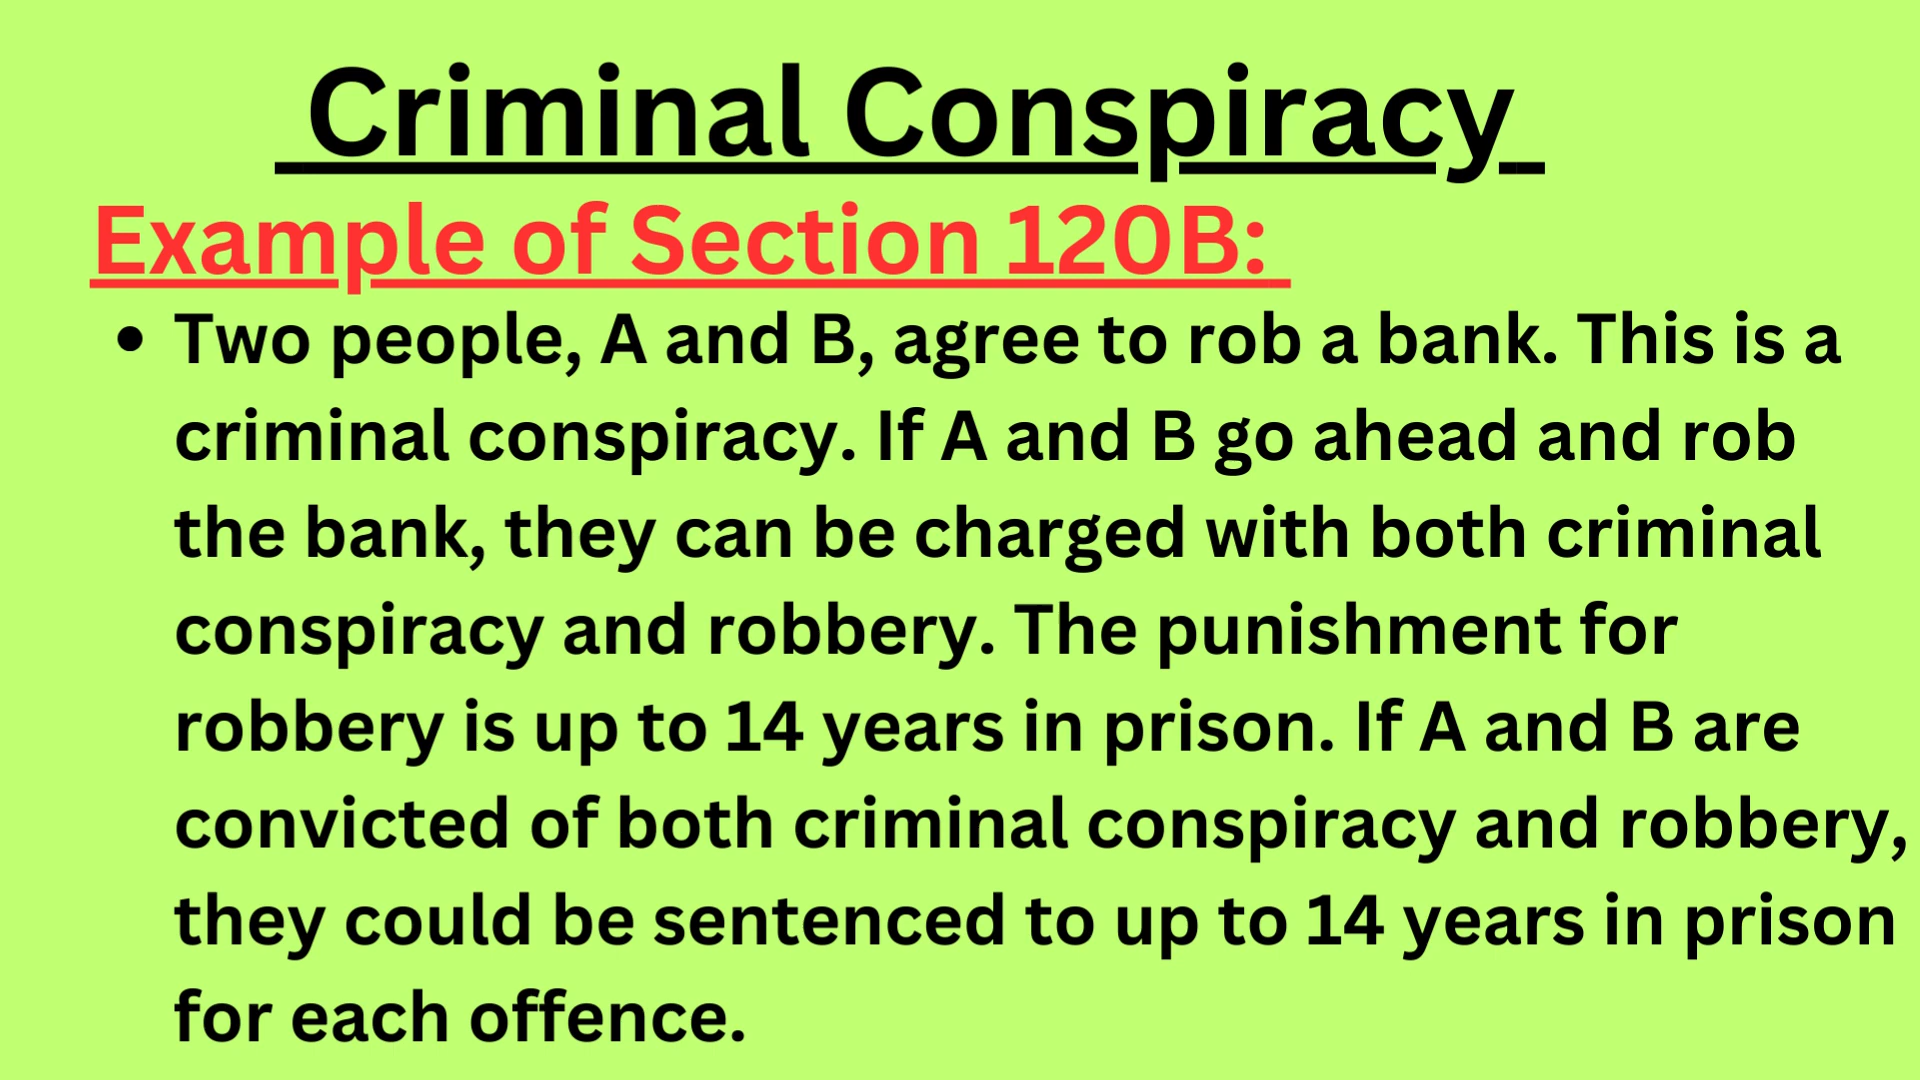 Criminal Conspiracy
Example of Section 120B:
• Two people, A and B, agree to rob a bank. This is a
criminal conspiracy. If A and B go ahead and rob
the bank, they can be charged with both criminal
conspiracy and robbery. The punishment for
robbery is up to 14 years in prison. If A and B are
convicted of both criminal conspiracy and robbery,
they could be sentenced to up to 14 years in prison
for each offence.